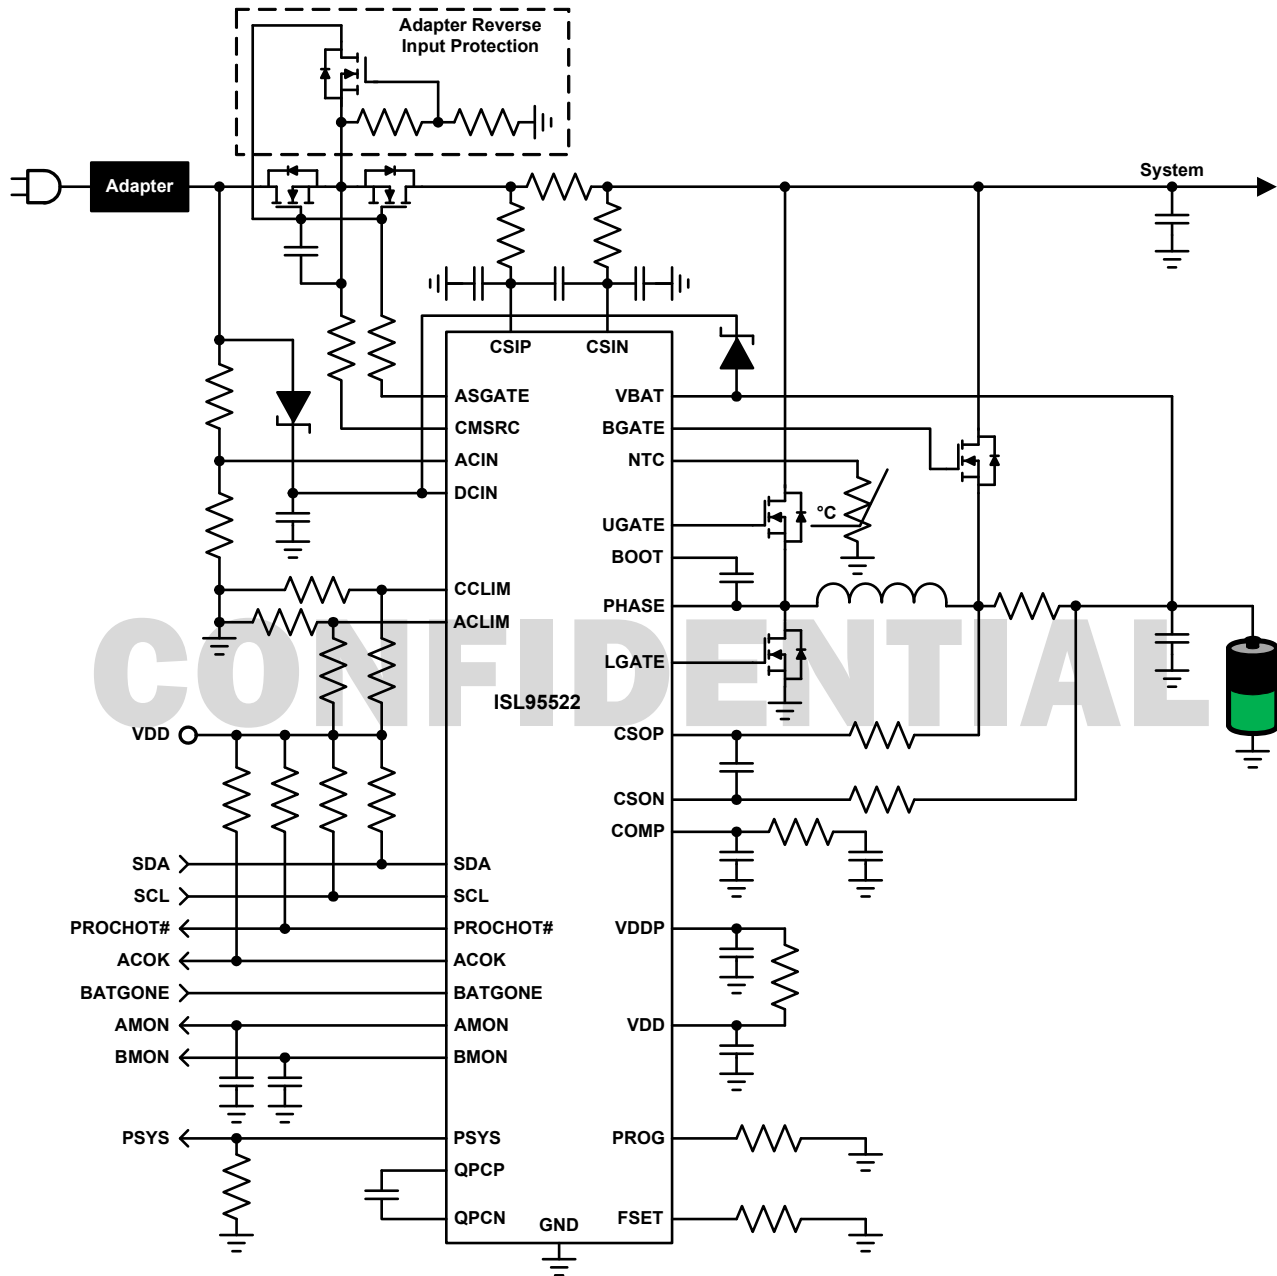 Adapter Reverse
Input Protection
Adapter
System
CSIP
CSIN
ASGATE
VBAT
CMSRC
BGATE
ACIN
NTC
DCIN
UGATE
°C
BOOT
CCLIM
PHASE
ACLIM
LGATE
CONFIDENTIAL
ISL95522
VDD
CSOP
CSON
COMP
SDA
SDA
SCL
SCL
PROCHOT#
PROCHOT#
VDDP
ACOK
ACOK
BATGONE
BATGONE
AMON
AMON
VDD
BMON
BMON
PSYS
PSYS
PROG
QPCP
QPCN
GND
FSET